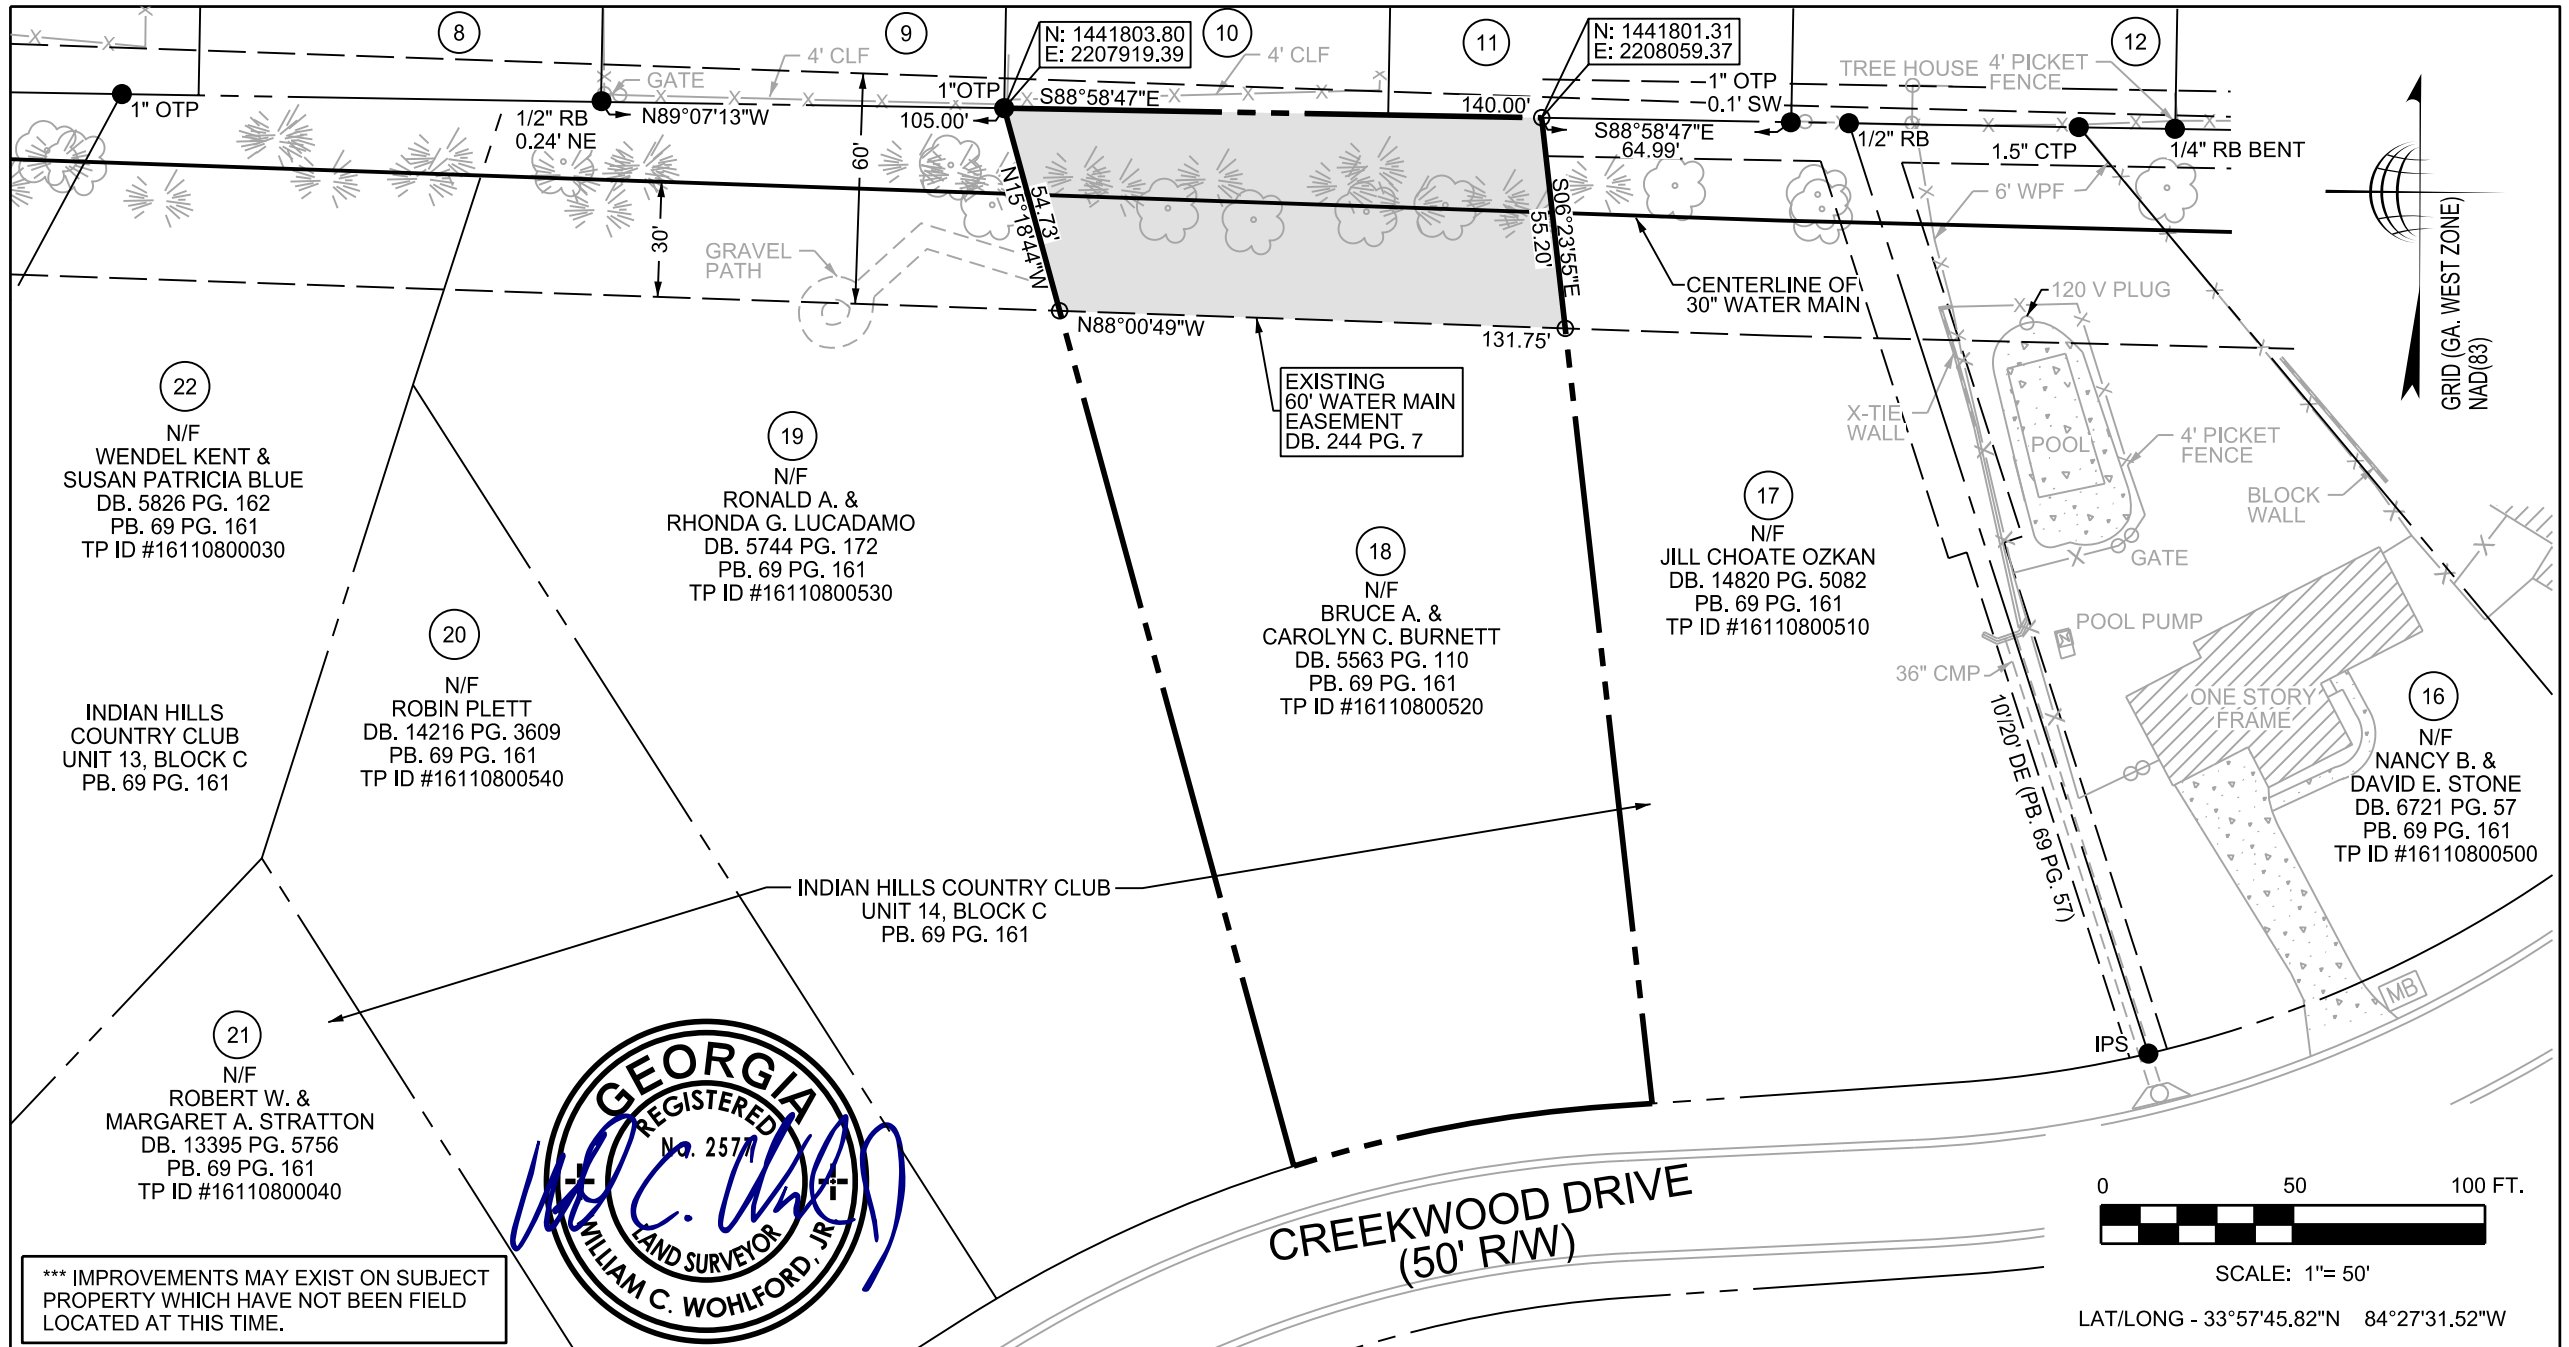 8
9
10
11
12
N: 1441803.80
E: 2207919.39
N: 1441801.31
E: 2208059.37
4' CLF
4' CLF
GATE
TREE HOUSE
4' PICKET
FENCE
1" OTP
1/2" RB
0.24' NE
N89°07'13"W
1"OTP
105.00'
S88°58'47"E
140.00'
1" OTP
0.1' SW
S88°58'47"E
64.99'
1/2" RB
1.5" CTP
1/4" RB BENT
6' WPF
60'
30'
N15°18'44"W
54.73'
S06°23'55"E
55.20'
GRAVEL
PATH
CENTERLINE OF
30" WATER MAIN
120 V PLUG
N88°00'49"W
131.75'
GRID (GA. WEST ZONE)
NAD(83)
EXISTING
60' WATER MAIN
EASEMENT
DB. 244 PG. 7
X-TIE
WALL
POOL
4' PICKET
FENCE
BLOCK
WALL
GATE
POOL PUMP
36" CMP
ONE STORY
FRAME
10'/20' DE (PB. 69 PG. 57)
MB
IPS
22
N/F
WENDEL KENT &
SUSAN PATRICIA BLUE
DB. 5826 PG. 162
PB. 69 PG. 161
TP ID #16110800030
19
N/F
RONALD A. &
RHONDA G. LUCADAMO
DB. 5744 PG. 172
PB. 69 PG. 161
TP ID #16110800530
18
N/F
BRUCE A. &
CAROLYN C. BURNETT
DB. 5563 PG. 110
PB. 69 PG. 161
TP ID #16110800520
17
N/F
JILL CHOATE OZKAN
DB. 14820 PG. 5082
PB. 69 PG. 161
TP ID #16110800510
16
N/F
NANCY B. &
DAVID E. STONE
DB. 6721 PG. 57
PB. 69 PG. 161
TP ID #16110800500
20
N/F
ROBIN PLETT
DB. 14216 PG. 3609
PB. 69 PG. 161
TP ID #16110800540
INDIAN HILLS
COUNTRY CLUB
UNIT 13, BLOCK C
PB. 69 PG. 161
INDIAN HILLS COUNTRY CLUB
UNIT 14, BLOCK C
PB. 69 PG. 161
21
N/F
ROBERT W. &
MARGARET A. STRATTON
DB. 13395 PG. 5756
PB. 69 PG. 161
TP ID #16110800040
GEORGIA
REGISTERED
No. 2577
LAND SURVEYOR
WILLIAM C. WOHLFORD, JR.
CREEKWOOD DRIVE
(50' R/W)
*** IMPROVEMENTS MAY EXIST ON SUBJECT
PROPERTY WHICH HAVE NOT BEEN FIELD
LOCATED AT THIS TIME.
0 50 100 FT.
SCALE: 1"= 50'
LAT/LONG - 33°57'45.82"N 84°27'31.52"W